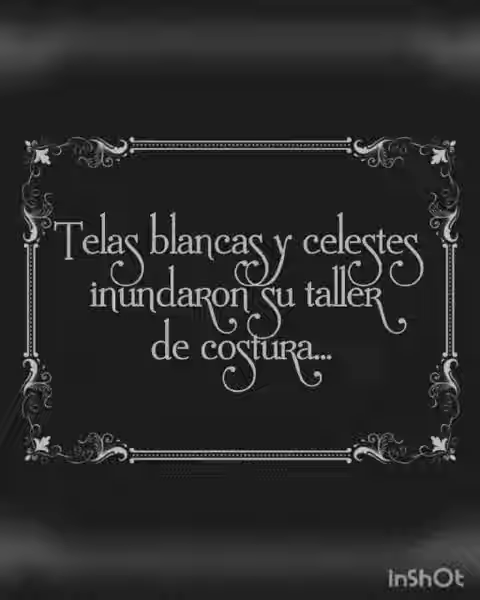 Telas blancas y celestes
inundaron su taller
de costura...
InShOt